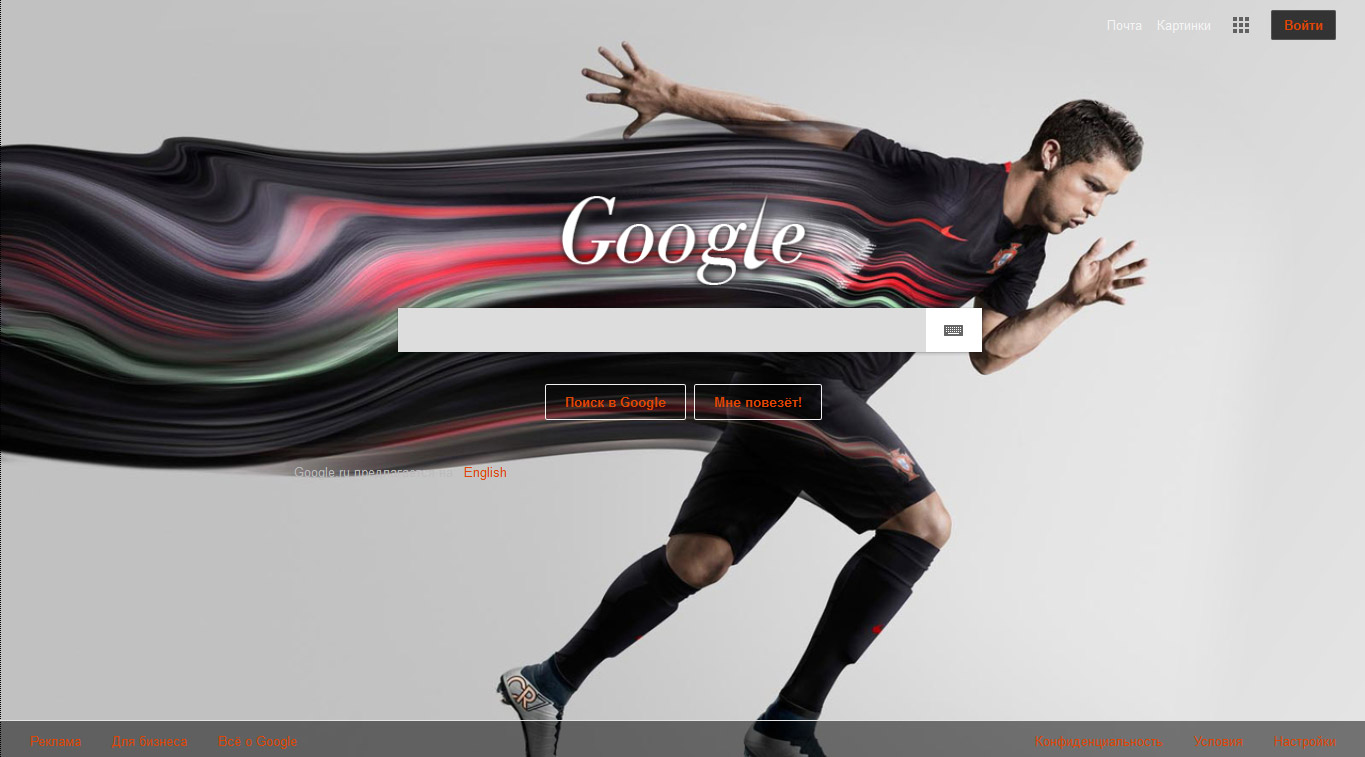 Почта Картинки Войти
Google
Поиск в Google Мне повезёт!
Google.ru предлагается на English
CR7
Реклама Для бизнеса Всё о Google Конфиденциальность Условия Настройки